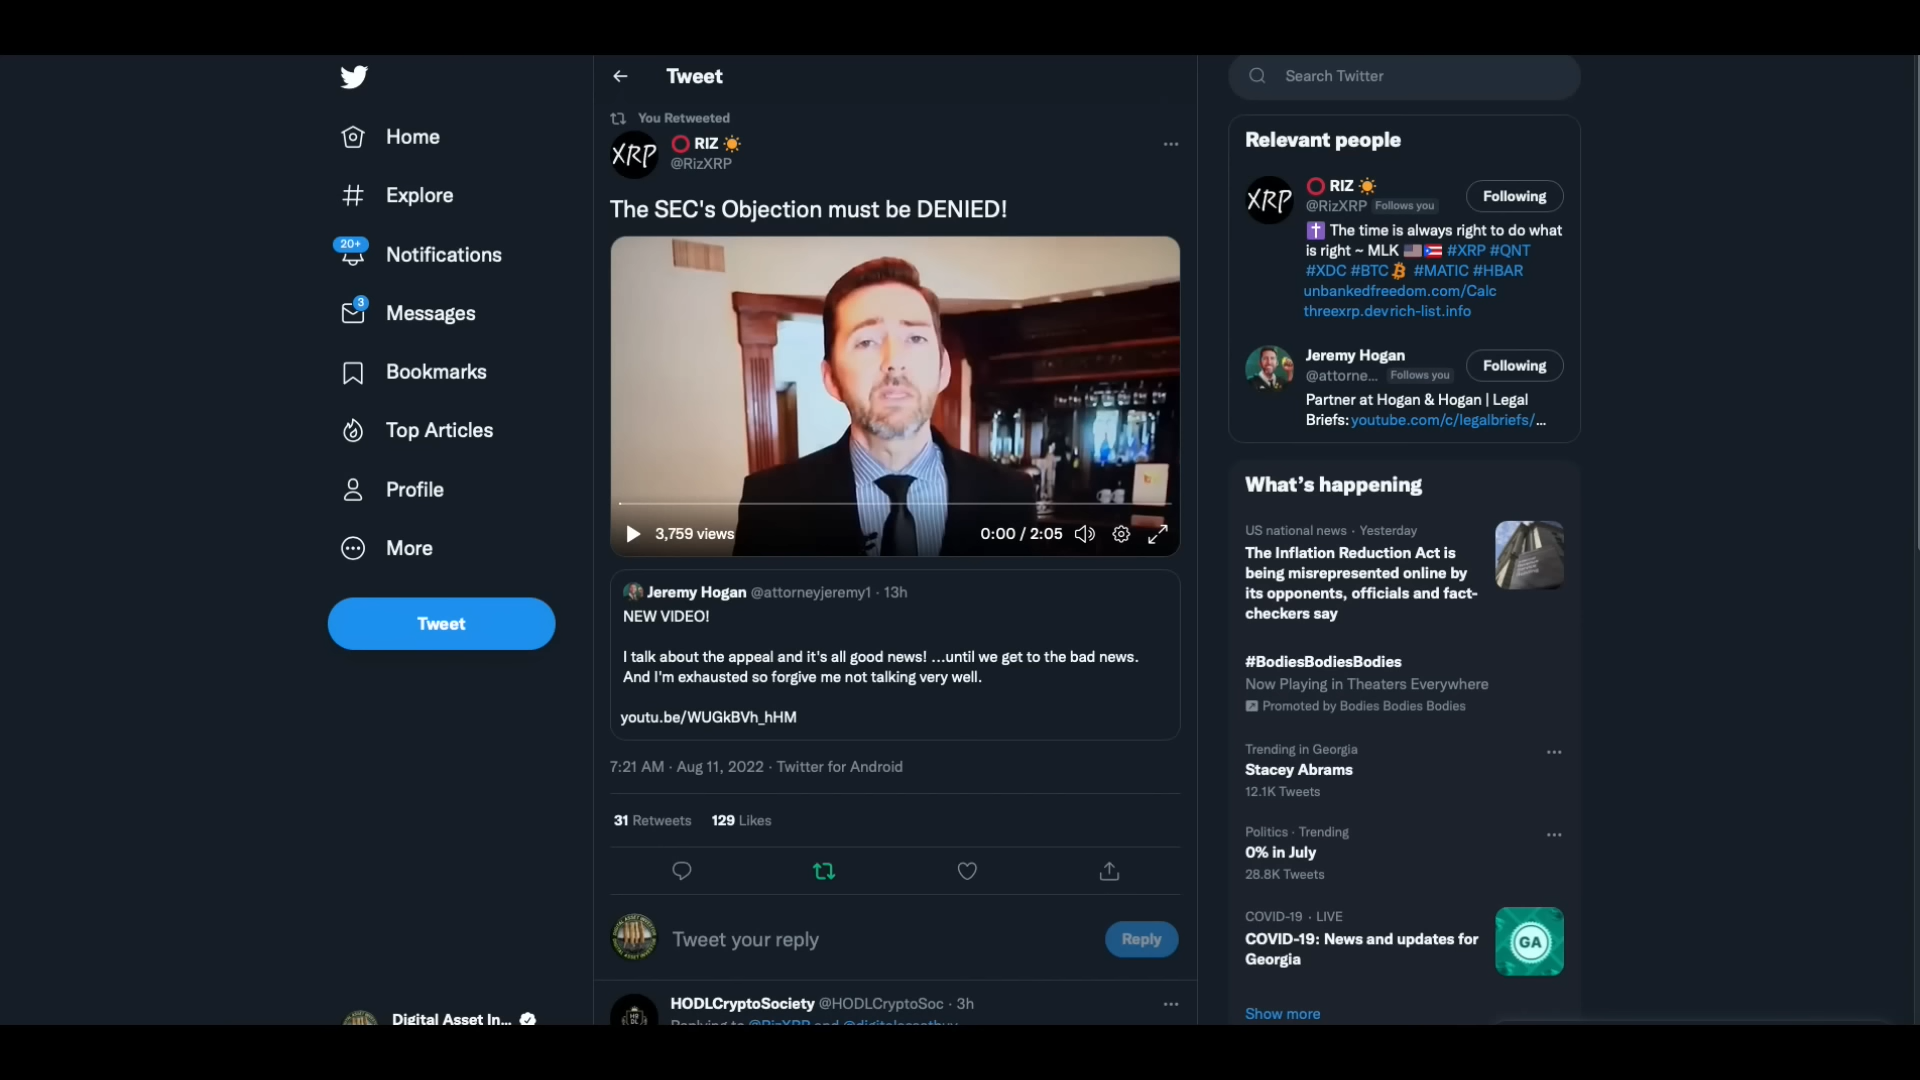 Home
Explore
20+
Notifications
3
Messages
Bookmarks
Top Articles
Profile
More
Tweet
Digital Asset In...
Tweet
You Retweeted
XRP
RIZ
@RizXRP
The SEC's Objection must be DENIED!
3,759 views
0:00 / 2:05
Jeremy Hogan @attorneyjeremy1 · 13h
NEW VIDEO!
I talk about the appeal and it's all good news! ...until we get to the bad news.
And I'm exhausted so forgive me not talking very well.
youtu.be/WUGkBVh_hHM
7:21 AM · Aug 11, 2022 · Twitter for Android
31 Retweets 129 Likes
Tweet your reply
Reply
HODLCryptoSociety @HODLCryptoSoc · 3h
Replying to @RizXRP and @digitalassetbuy
Search Twitter
Relevant people
XRP
RIZ
@RizXRP Follows you
Following
The time is always right to do what
is right ~ MLK #XRP #QNT
#XDC #BTC #MATIC #HBAR
unbankedfreedom.com/Calc
threexrp.devrich-list.info
Jeremy Hogan
@attorne... Follows you
Following
Partner at Hogan & Hogan | Legal
Briefs:youtube.com/c/legalbriefs/...
What's happening
US national news · Yesterday
The Inflation Reduction Act is
being misrepresented online by
its opponents, officials and fact-
checkers say
#BodiesBodiesBodies
Now Playing in Theaters Everywhere
Promoted by Bodies Bodies Bodies
Trending in Georgia
Stacey Abrams
12.1K Tweets
Politics · Trending
0% in July
28.8K Tweets
COVID-19 · LIVE
COVID-19: News and updates for
Georgia
GA
Show more